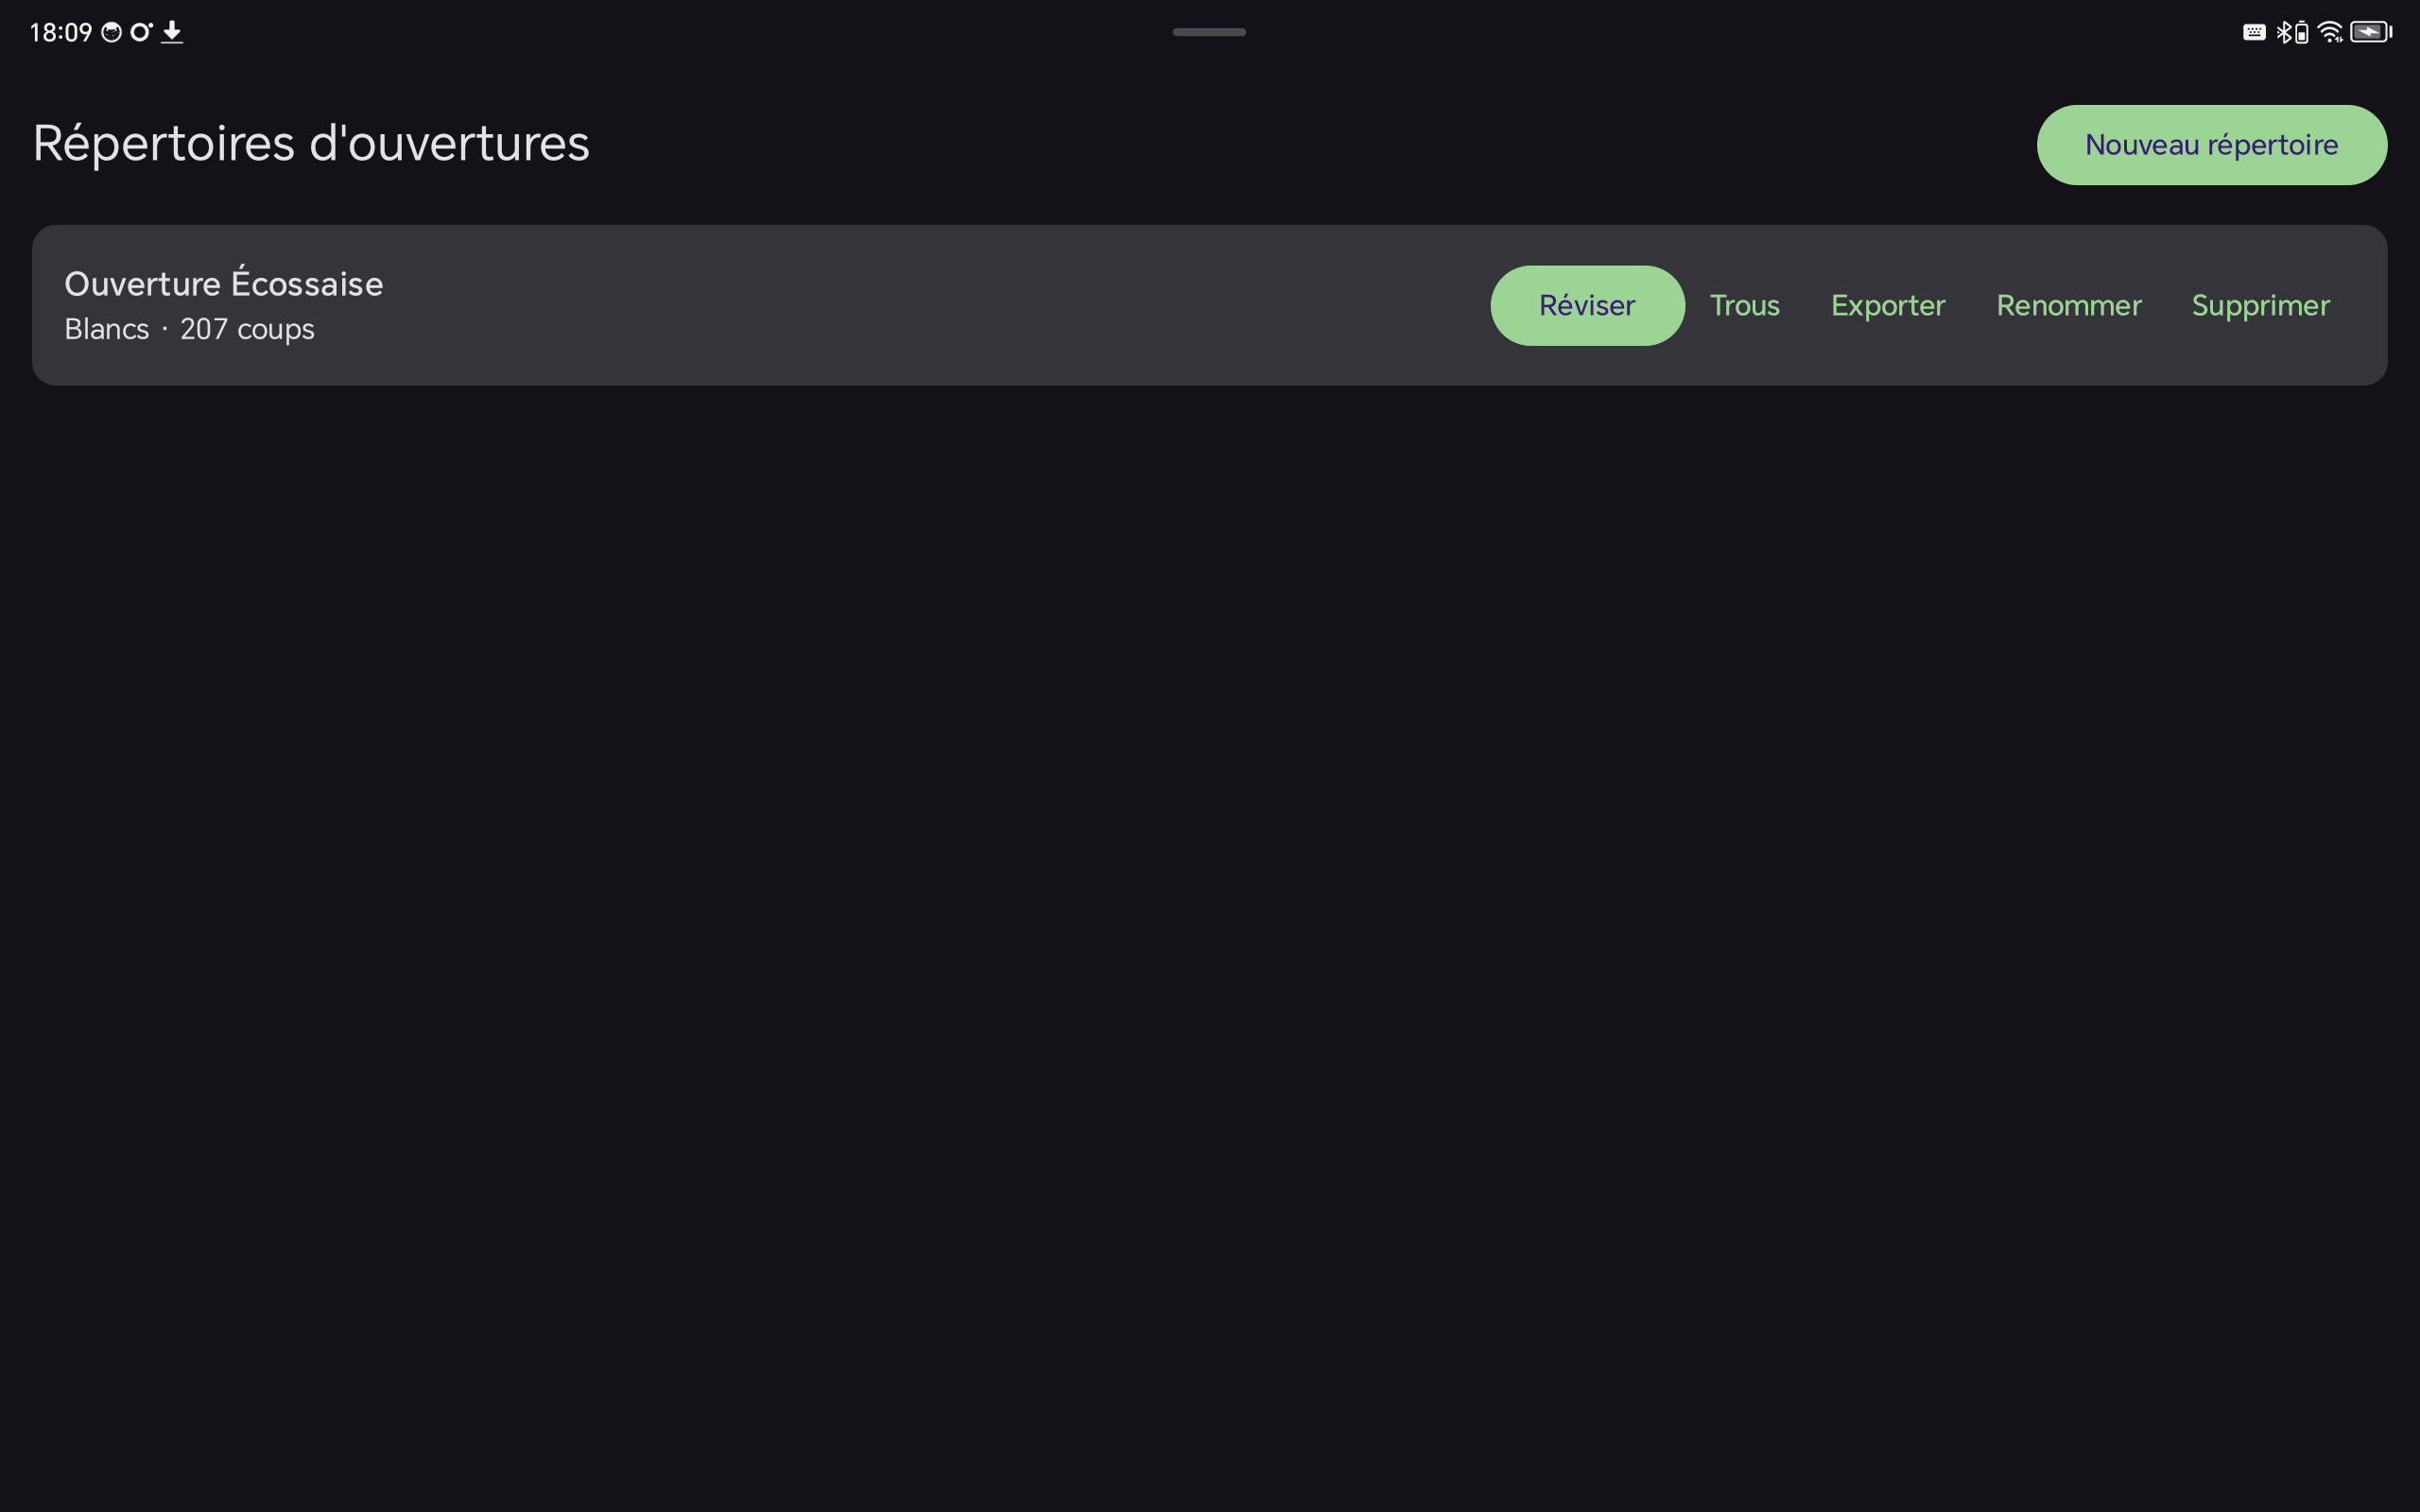 18:09
Répertoires d'ouvertures
Nouveau répertoire
Ouverture Écossaise
Blancs · 207 coups
Réviser
Trous
Exporter
Renommer
Supprimer